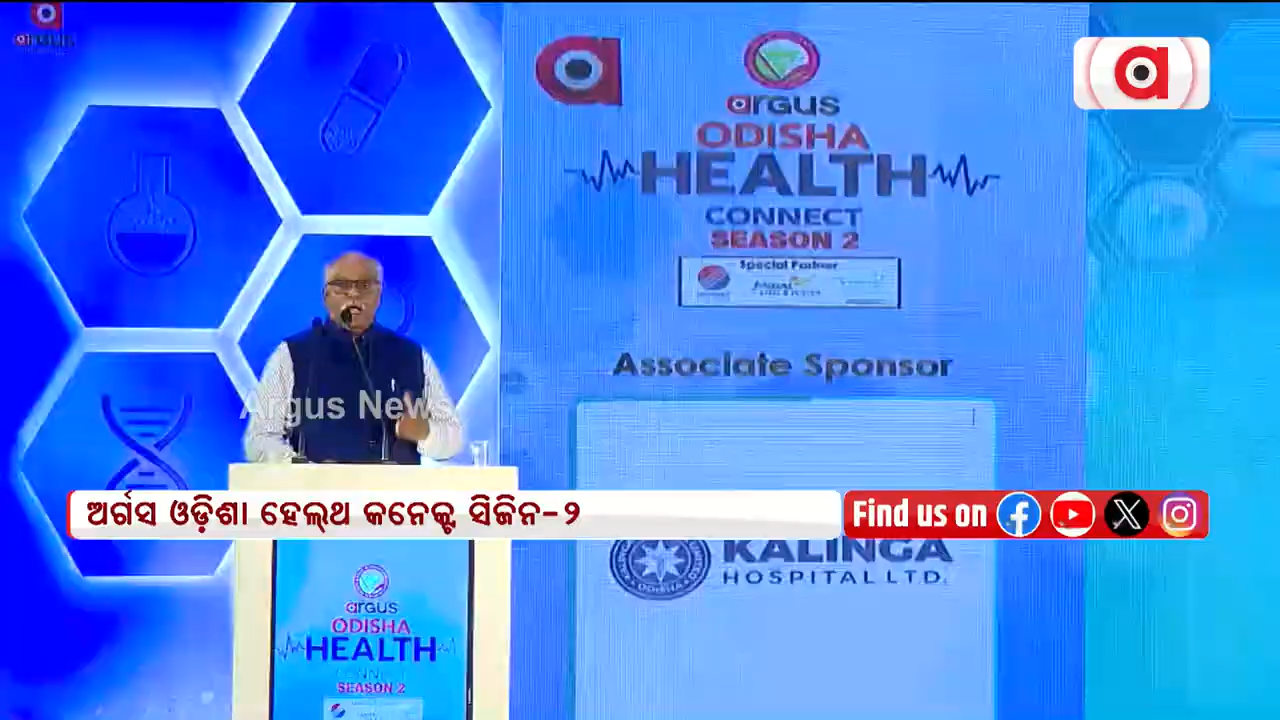 argus
ODISHA
HEALTH
CONNECT
SEASON 2
Special Partner
Associate Sponsor
Argus News
ଅର୍ଗସ ଓଡ଼ିଶା ହେଲ୍‌ଥ କନେକ୍ଟ ସିଜିନ-୨
Find us on
KALINGA
HOSPITAL LTD.
argus
ODISHA
HEALTH
CONNECT
SEASON 2